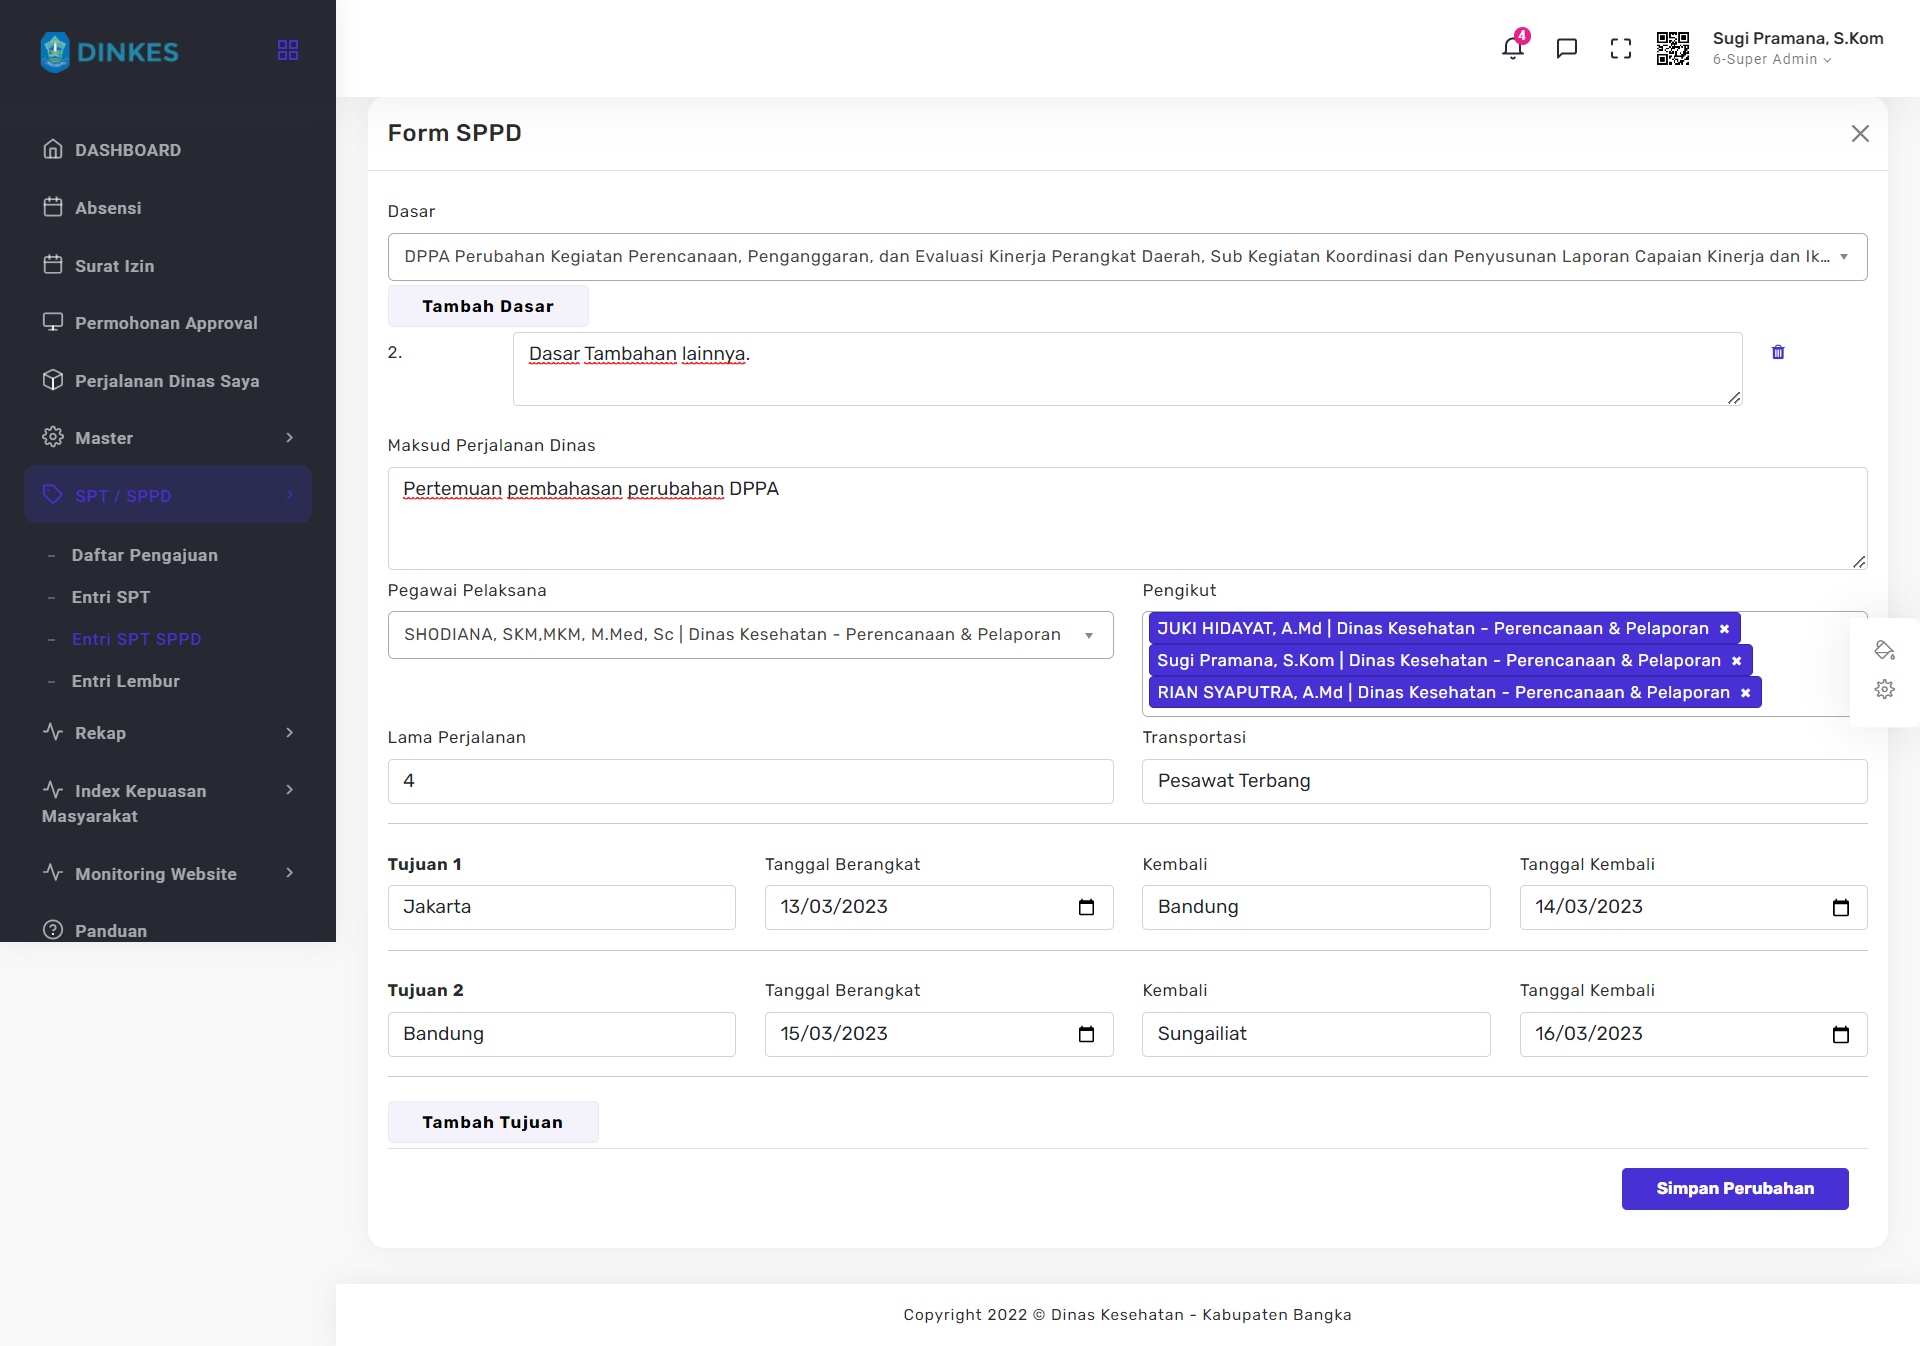 DINKES
4
Sugi Pramana, S.Kom
6-Super Admin
DASHBOARD
Absensi
Surat Izin
Permohonan Approval
Perjalanan Dinas Saya
Master
SPT / SPPD
– Daftar Pengajuan
– Entri SPT
– Entri SPT SPPD
– Entri Lembur
Rekap
Index Kepuasan
Masyarakat
Monitoring Website
Panduan
Form SPPD
Dasar
DPPA Perubahan Kegiatan Perencanaan, Penganggaran, dan Evaluasi Kinerja Perangkat Daerah, Sub Kegiatan Koordinasi dan Penyusunan Laporan Capaian Kinerja dan Ik...
Tambah Dasar
2.
Dasar Tambahan lainnya.
Maksud Perjalanan Dinas
Pertemuan pembahasan perubahan DPPA
Pegawai Pelaksana
SHODIANA, SKM,MKM, M.Med, Sc | Dinas Kesehatan - Perencanaan & Pelaporan
Pengikut
JUKI HIDAYAT, A.Md | Dinas Kesehatan - Perencanaan & Pelaporan ×
Sugi Pramana, S.Kom | Dinas Kesehatan - Perencanaan & Pelaporan ×
RIAN SYAPUTRA, A.Md | Dinas Kesehatan - Perencanaan & Pelaporan ×
Lama Perjalanan
4
Transportasi
Pesawat Terbang
Tujuan 1 Tanggal Berangkat Kembali Tanggal Kembali
Jakarta 13/03/2023 Bandung 14/03/2023
Tujuan 2 Tanggal Berangkat Kembali Tanggal Kembali
Bandung 15/03/2023 Sungailiat 16/03/2023
Tambah Tujuan
Simpan Perubahan
Copyright 2022 © Dinas Kesehatan - Kabupaten Bangka